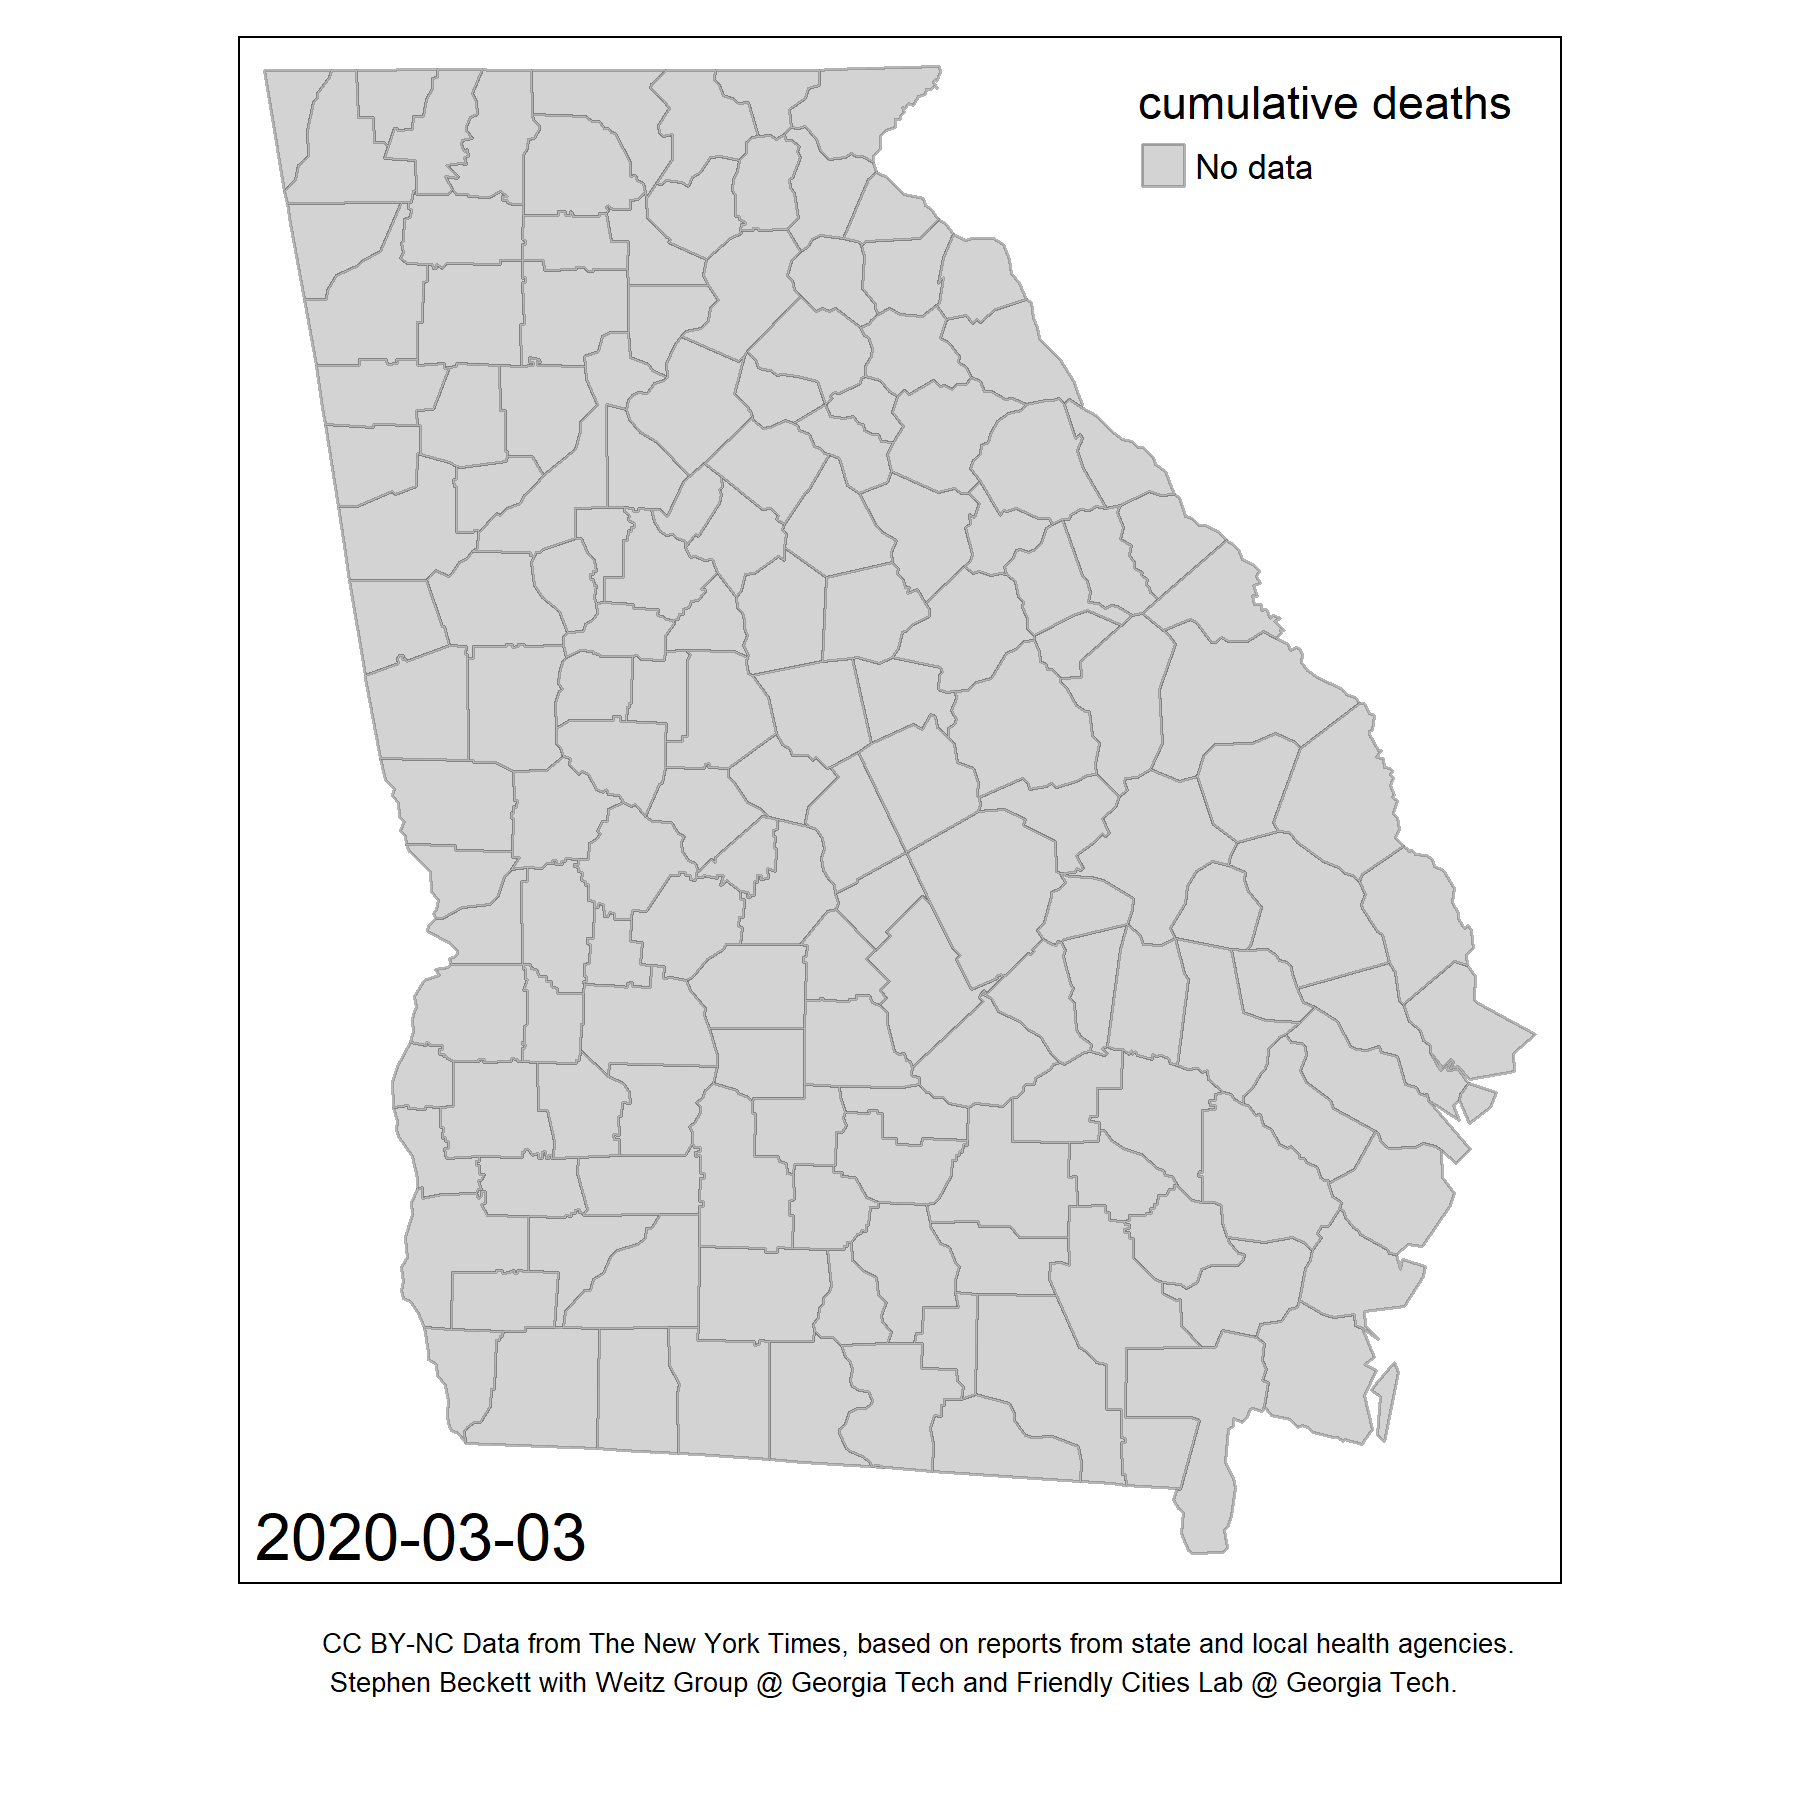 cumulative deaths
No data
2020-03-03
CC BY-NC Data from The New York Times, based on reports from state and local health agencies.
Stephen Beckett with Weitz Group @ Georgia Tech and Friendly Cities Lab @ Georgia Tech.